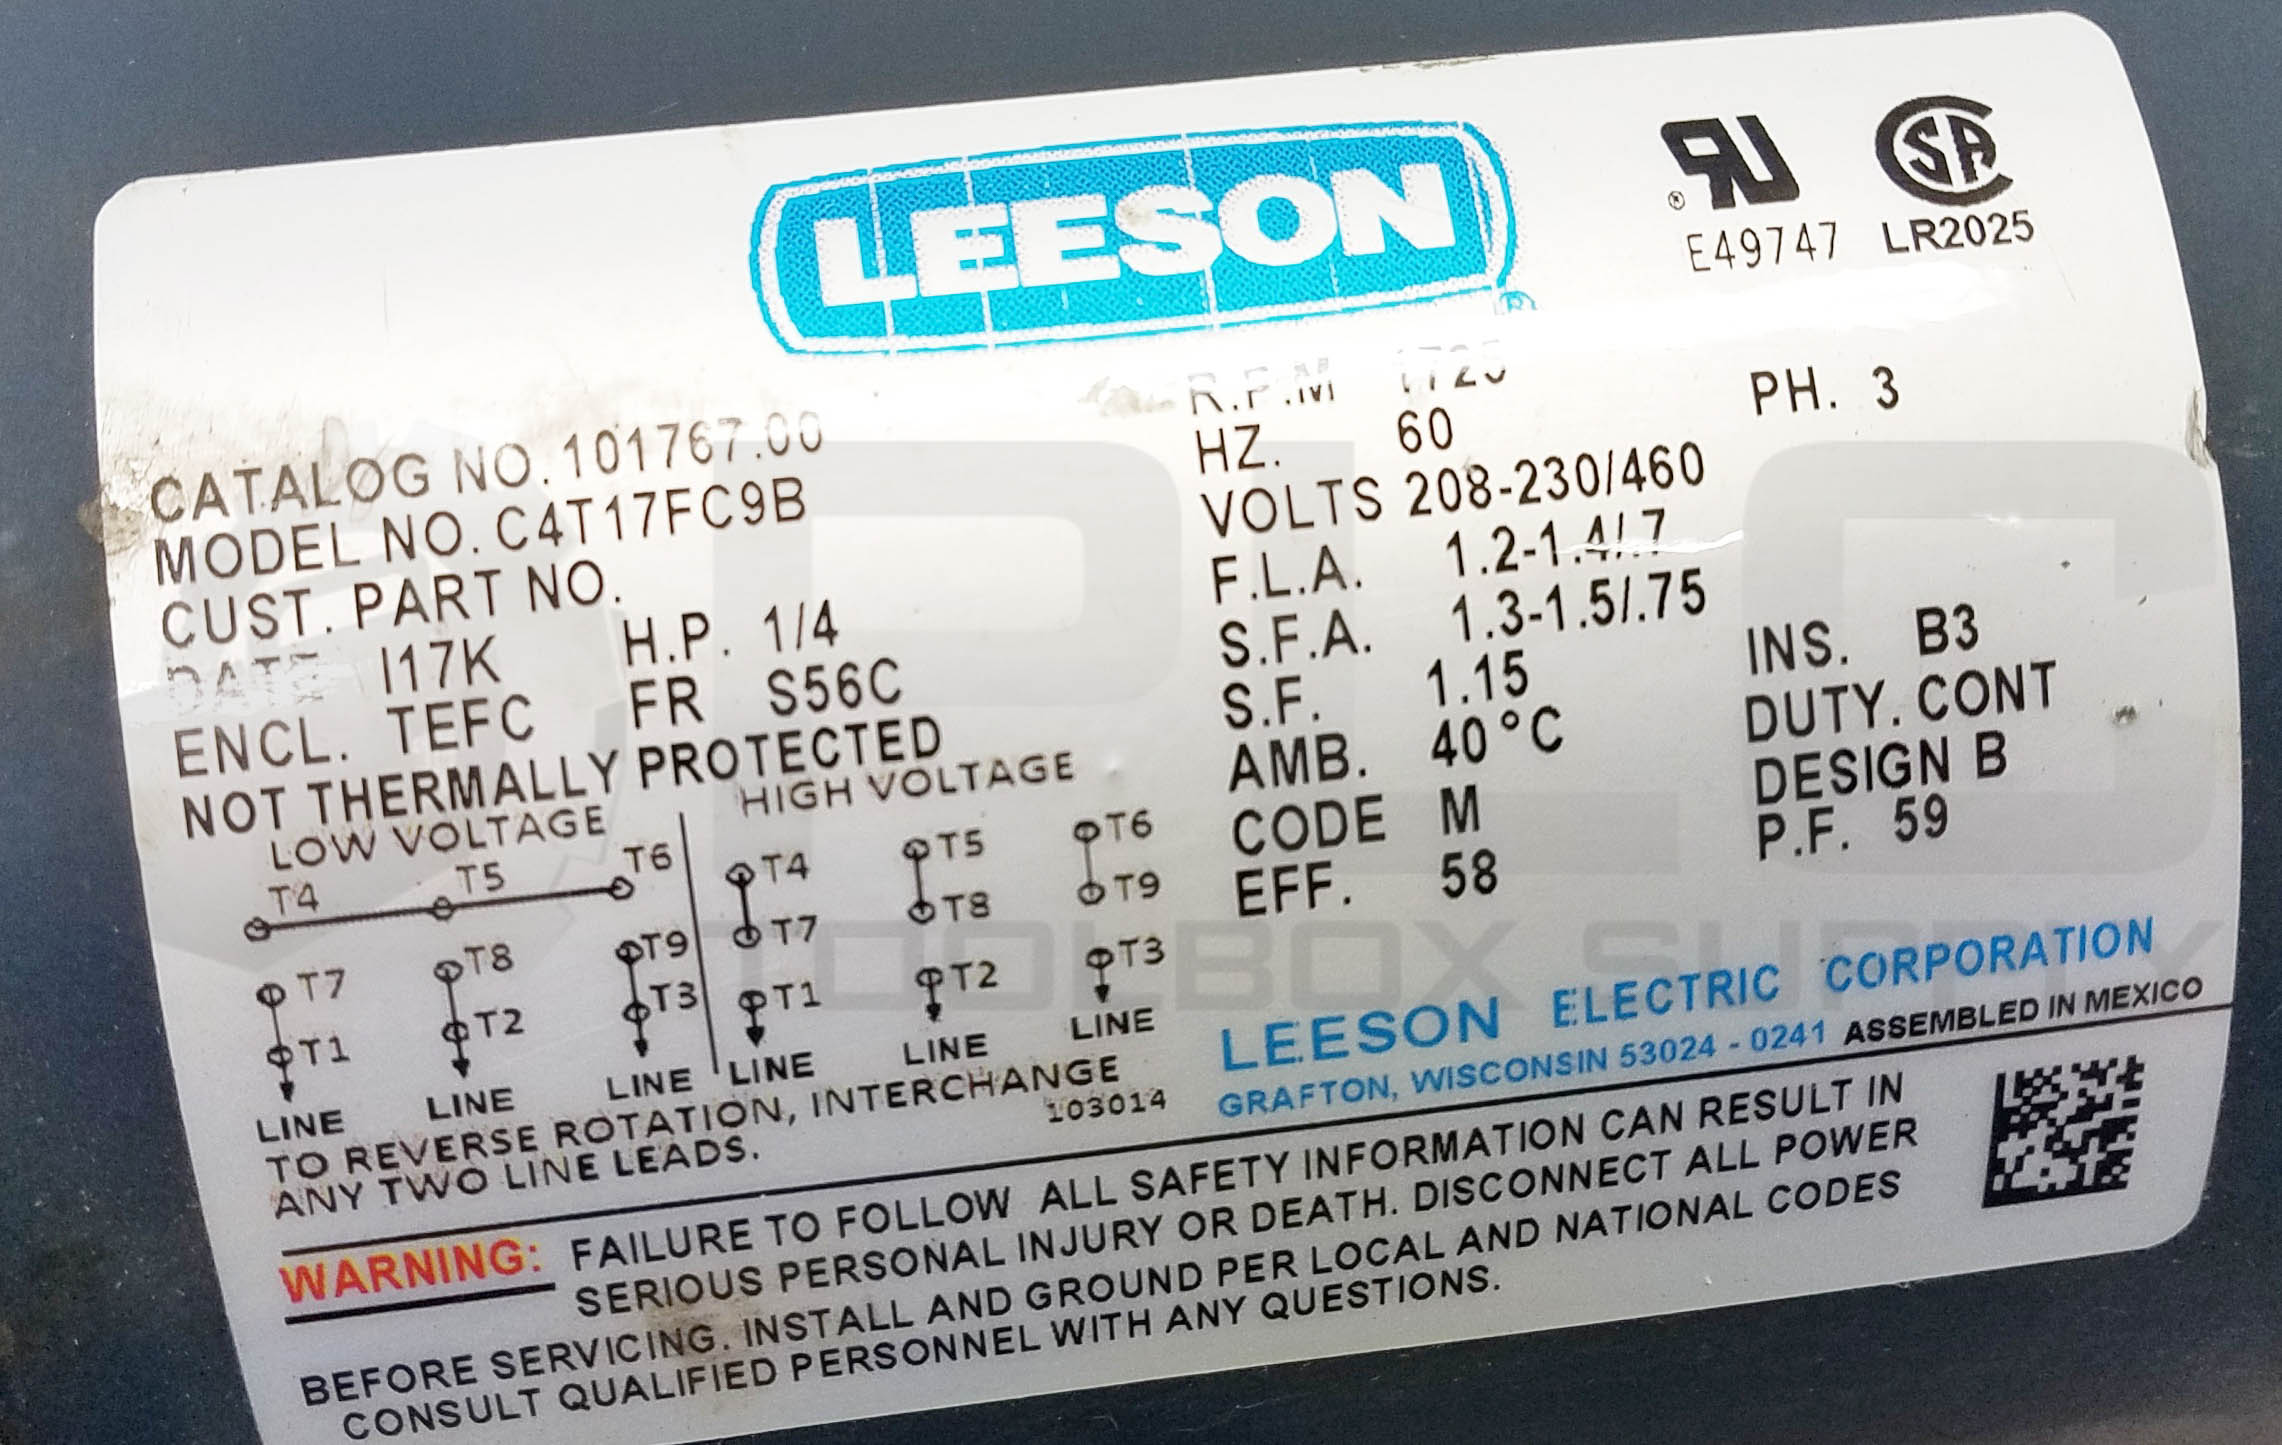 LEESON
®
®
E49747
LR2025
CATALOG NO. 101767.00
MODEL NO. C4T17FC9B
CUST. PART NO.
DATE I17K H.P. 1/4
ENCL. TEFC FR S56C
NOT THERMALLY PROTECTED
R.P.M 1725 PH. 3
HZ. 60
VOLTS 208-230/460
F.L.A. 1.2-1.4/.7
S.F.A. 1.3-1.5/.75
S.F. 1.15 INS. B3
AMB. 40°C DUTY. CONT
CODE M DESIGN B
EFF. 58 P.F. 59
LOW VOLTAGE
T4 T5 T6
T7 T8 T9
T1 T2 T3
LINE LINE LINE
HIGH VOLTAGE
T4 T5 T6
T7 T8 T9
T1 T2 T3
LINE LINE LINE
TO REVERSE ROTATION, INTERCHANGE
ANY TWO LINE LEADS. 103014
LEESON ELECTRIC CORPORATION
GRAFTON, WISCONSIN 53024 - 0241 ASSEMBLED IN MEXICO
WARNING: FAILURE TO FOLLOW ALL SAFETY INFORMATION CAN RESULT IN
SERIOUS PERSONAL INJURY OR DEATH. DISCONNECT ALL POWER
BEFORE SERVICING. INSTALL AND GROUND PER LOCAL AND NATIONAL CODES
CONSULT QUALIFIED PERSONNEL WITH ANY QUESTIONS.
PLC
TOOLBOX SUPPLY